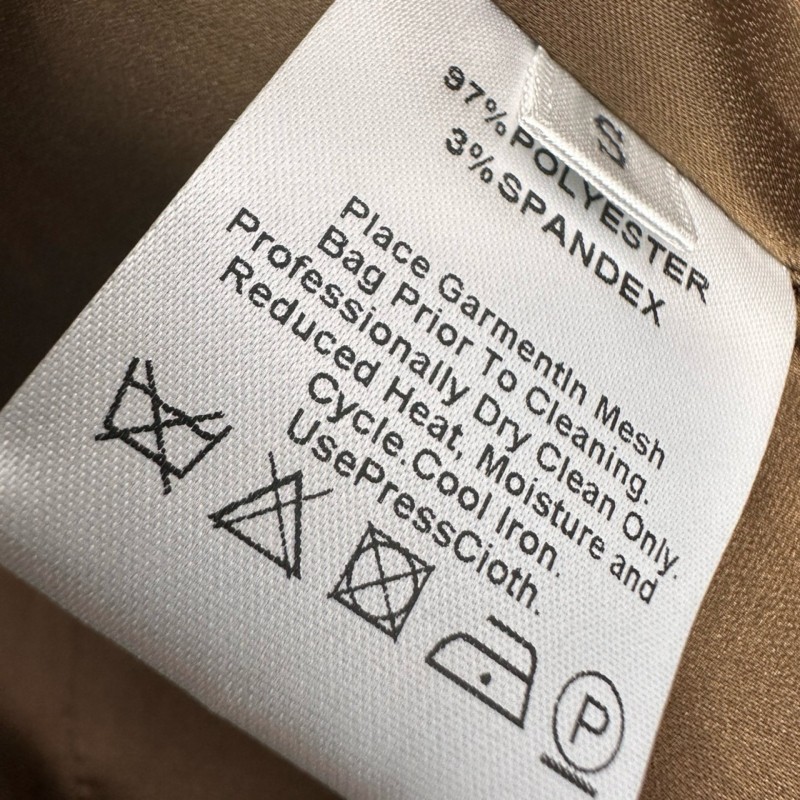 S
97%POLYESTER
3%SPANDEX
Place GarmentIn Mesh
Bag Prior To Cleaning.
Professionally Dry Clean Only.
Reduced Heat, Moisture and
Cycle.Cool Iron.
UsePressCloth.
P